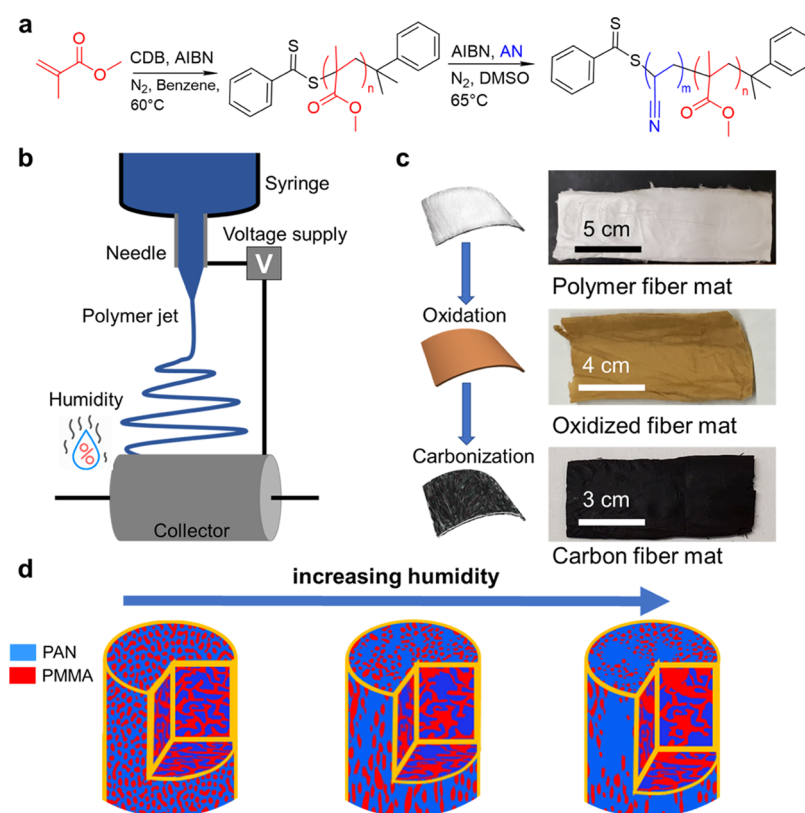 a
CDB, AIBN
N₂, Benzene,
60°C
O
O
S
S
n
O
O
AIBN, AN
N₂, DMSO
65°C
S
S
m
n
N
O
O
b
Syringe
Needle
Voltage supply
V
Polymer jet
Humidity
%
Collector
c
Oxidation
Carbonization
5 cm
Polymer fiber mat
4 cm
Oxidized fiber mat
3 cm
Carbon fiber mat
d
increasing humidity
PAN
PMMA